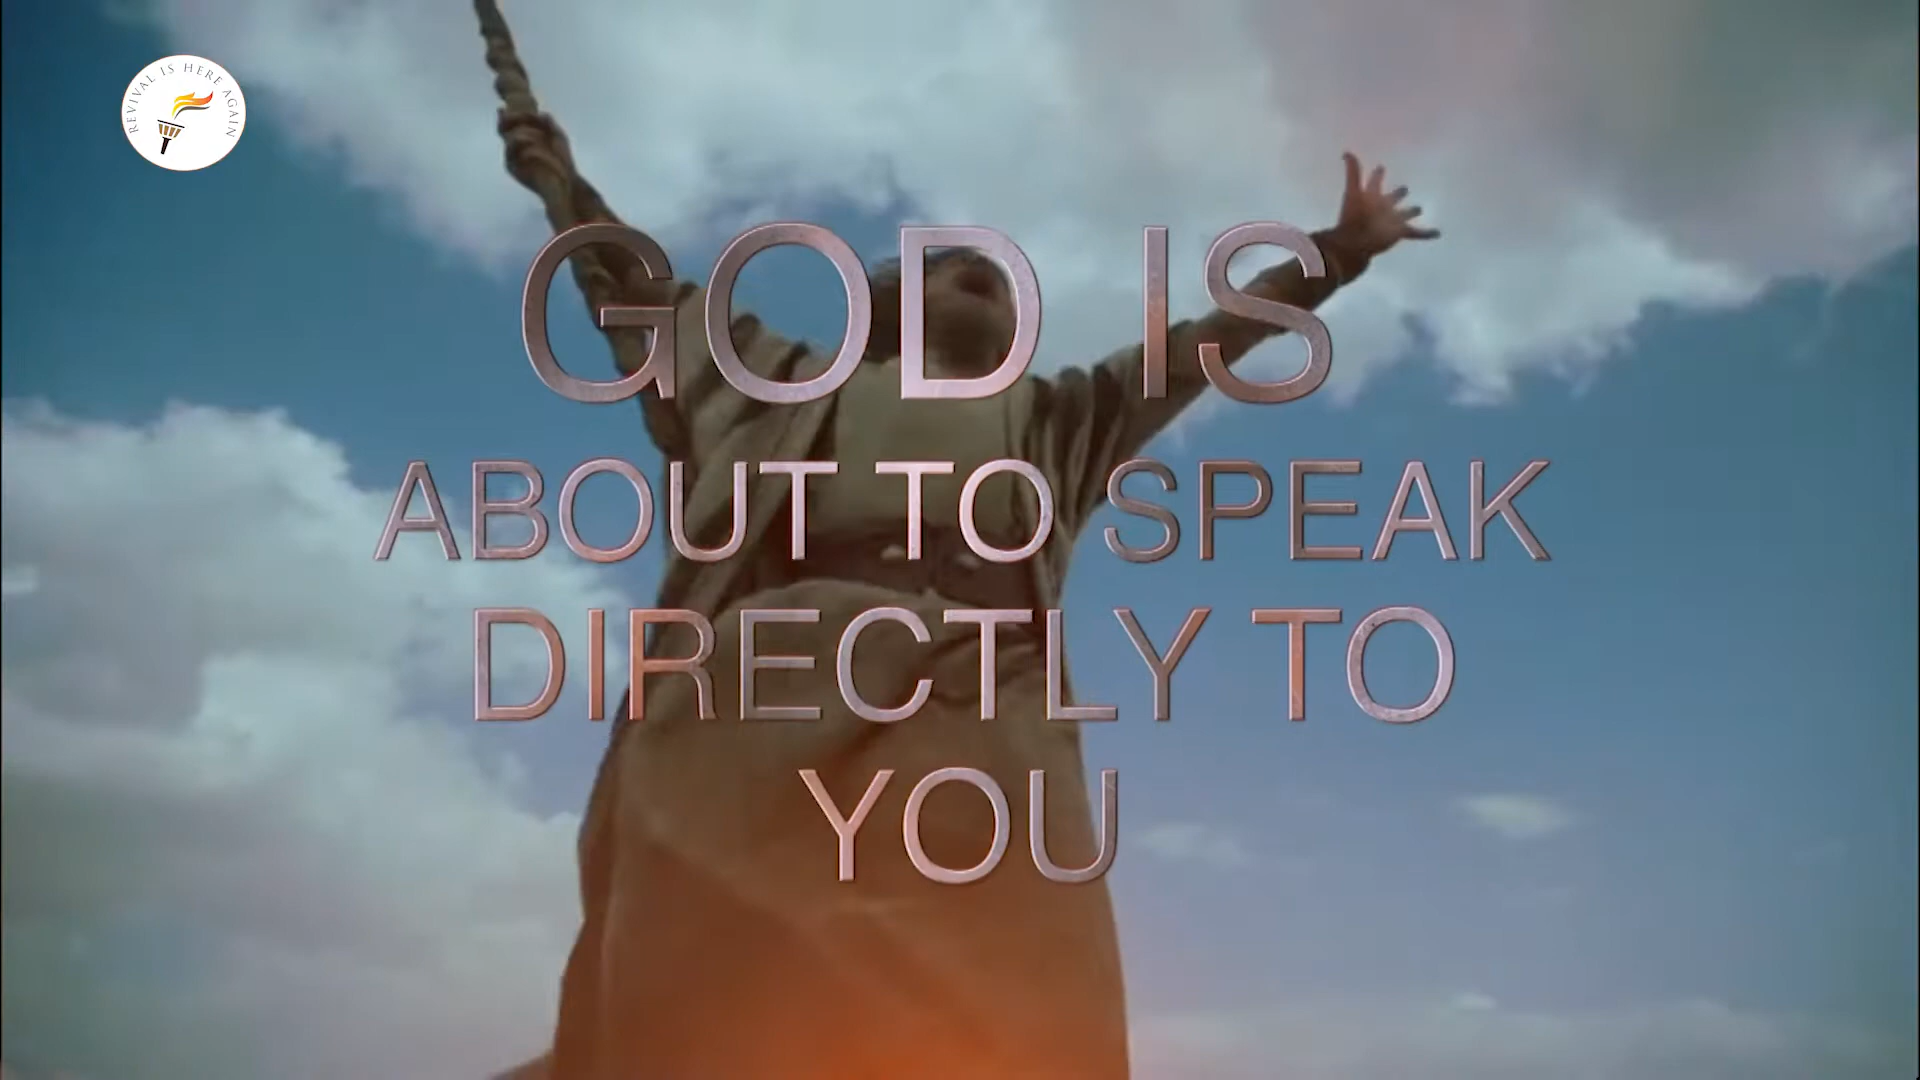 REVIVAL IS HERE AGAIN
GOD IS
ABOUT TO SPEAK
DIRECTLY TO
YOU